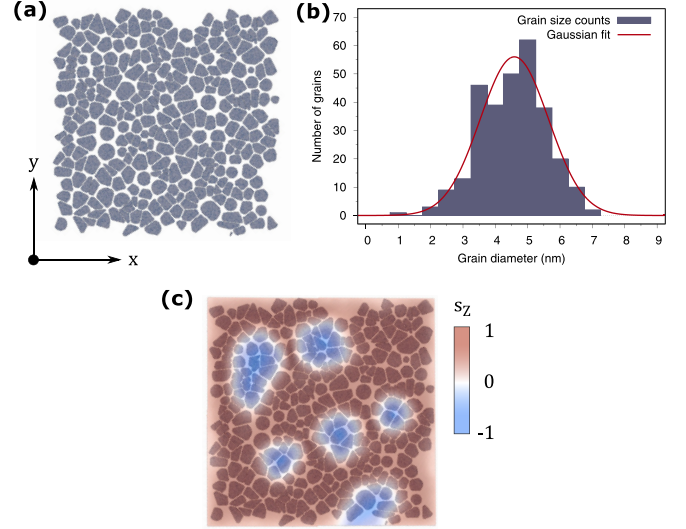 (a)
y
x
(b)
Grain size counts
Gaussian fit
Number of grains
70
60
50
40
30
20
10
0
0 1 2 3 4 5 6 7 8 9
Grain diameter (nm)
(c)
sZ
1
0
-1